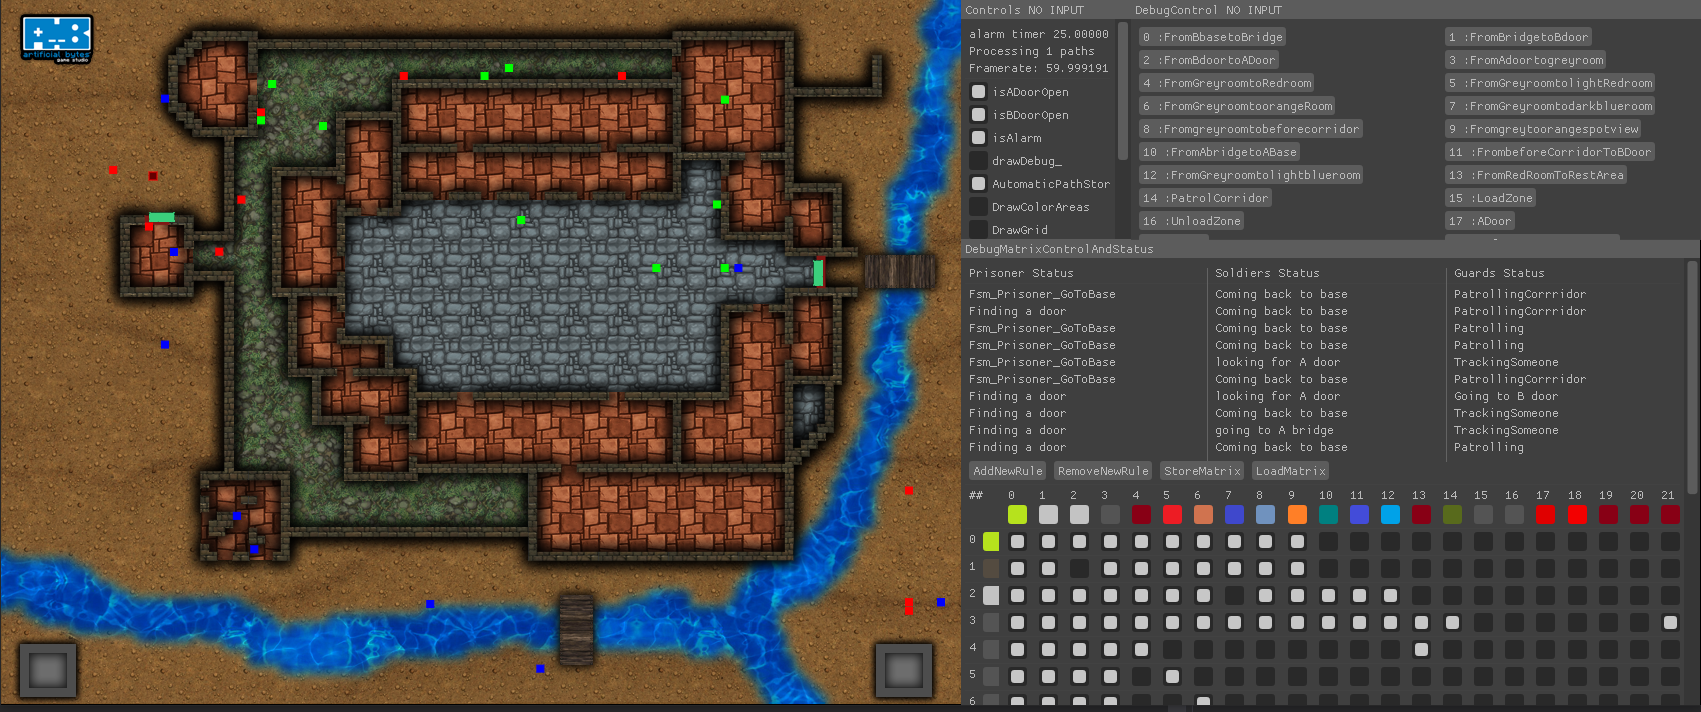 artificial bytes
game studio
Controls NO INPUT
alarm timer 25.00000
Processing 1 paths
Framerate: 59.999191
isADoorOpen
isBDoorOpen
isAlarm
drawDebug_
AutomaticPathStor
DrawColorAreas
DrawGrid
DebugControl NO INPUT
0 :FromBbasetoBridge
1 :FromBridgetoBdoor
2 :FromBdoortoADoor
3 :FromAdoortogreyroom
4 :FromGreyroomtoRedroom
5 :FromGreyroomtolightRedroom
6 :FromGreyroomtoorangeRoom
7 :FromGreyroomtodarkblueroom
8 :Fromgreyroomtobeforecorridor
9 :Fromgreytoorangespotview
10 :FromAbridgetoABase
11 :FrombeforeCorridorToBDoor
12 :FromGreyroomtolightblueroom
13 :FromRedRoomToRestArea
14 :PatrolCorridor
15 :LoadZone
16 :UnloadZone
17 :ADoor
DebugMatrixControlAndStatus
Prisoner Status Soldiers Status Guards Status
Fsm_Prisoner_GoToBase Coming back to base PatrollingCorrridor
Finding a door Coming back to base PatrollingCorrridor
Fsm_Prisoner_GoToBase Coming back to base Patrolling
Fsm_Prisoner_GoToBase Coming back to base Patrolling
Fsm_Prisoner_GoToBase looking for A door TrackingSomeone
Fsm_Prisoner_GoToBase Coming back to base PatrollingCorrridor
Finding a door looking for A door Going to B door
Finding a door Coming back to base TrackingSomeone
Finding a door going to A bridge TrackingSomeone
Finding a door Coming back to base Patrolling
AddNewRule RemoveNewRule StoreMatrix LoadMatrix
## 0 1 2 3 4 5 6 7 8 9 10 11 12 13 14 15 16 17 18 19 20 21
0
1
2
3
4
5
6